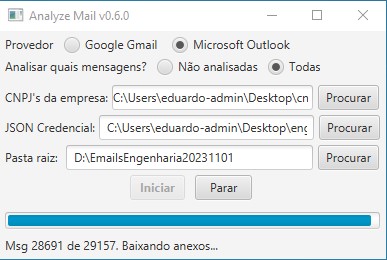 Analyze Mail v0.6.0
Provedor Google Gmail Microsoft Outlook
Analisar quais mensagens? Não analisadas Todas
CNPJ's da empresa: C:\Users\eduardo-admin\Desktop\cn Procurar
JSON Credencial: C:\Users\eduardo-admin\Desktop\eng Procurar
Pasta raiz: D:\EmailsEngenharia20231101 Procurar
Iniciar Parar
Msg 28691 de 29157. Baixando anexos...